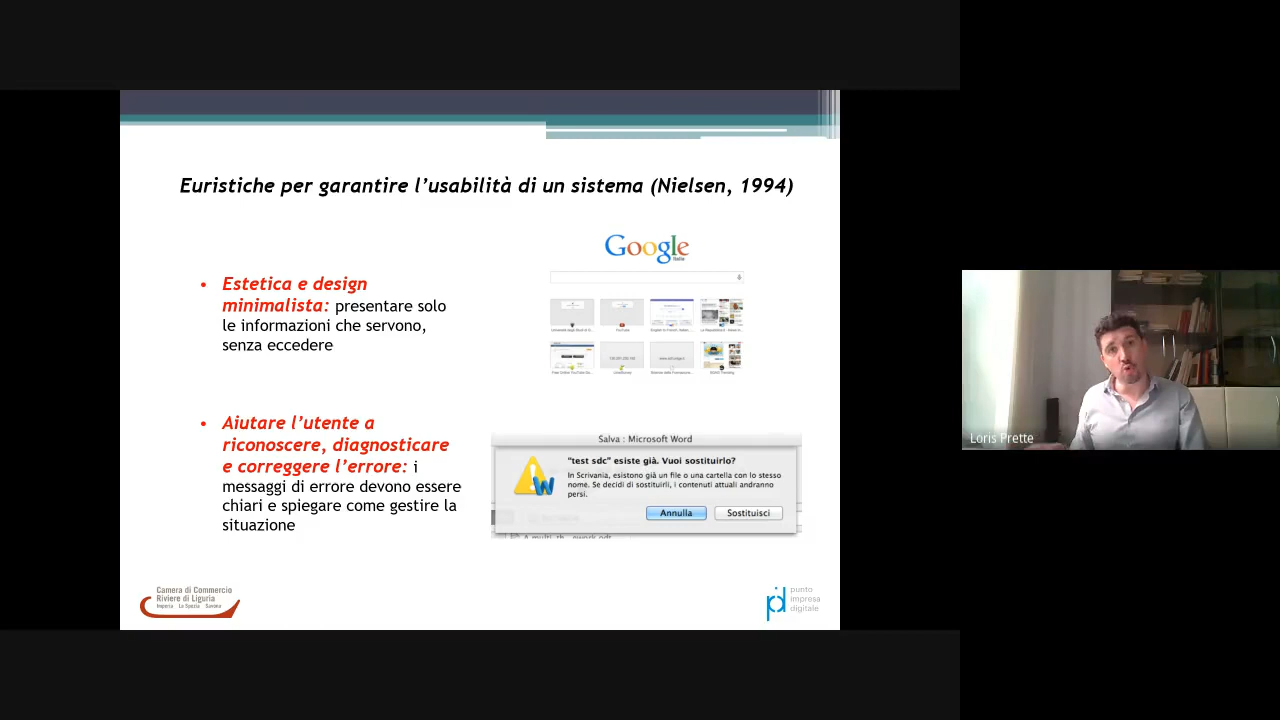 Euristiche per garantire l'usabilità di un sistema (Nielsen, 1994)
Google
Italia
• Estetica e design
minimalista: presentare solo
le informazioni che servono,
senza eccedere
YouTube
• Aiutare l'utente a
riconoscere, diagnosticare
e correggere l'errore: i
messaggi di errore devono essere
chiari e spiegare come gestire la
situazione
Salva : Microsoft Word
"test sdc" esiste già. Vuoi sostituirlo?
In Scrivania, esistono già un file o una cartella con lo stesso
nome. Se decidi di sostituirli, i contenuti attuali andranno
persi.
Annulla
Sostituisci
Camera di Commercio
Riviere di Liguria
Imperia La Spezia Savona
punto
impresa
digitale
Loris Prette